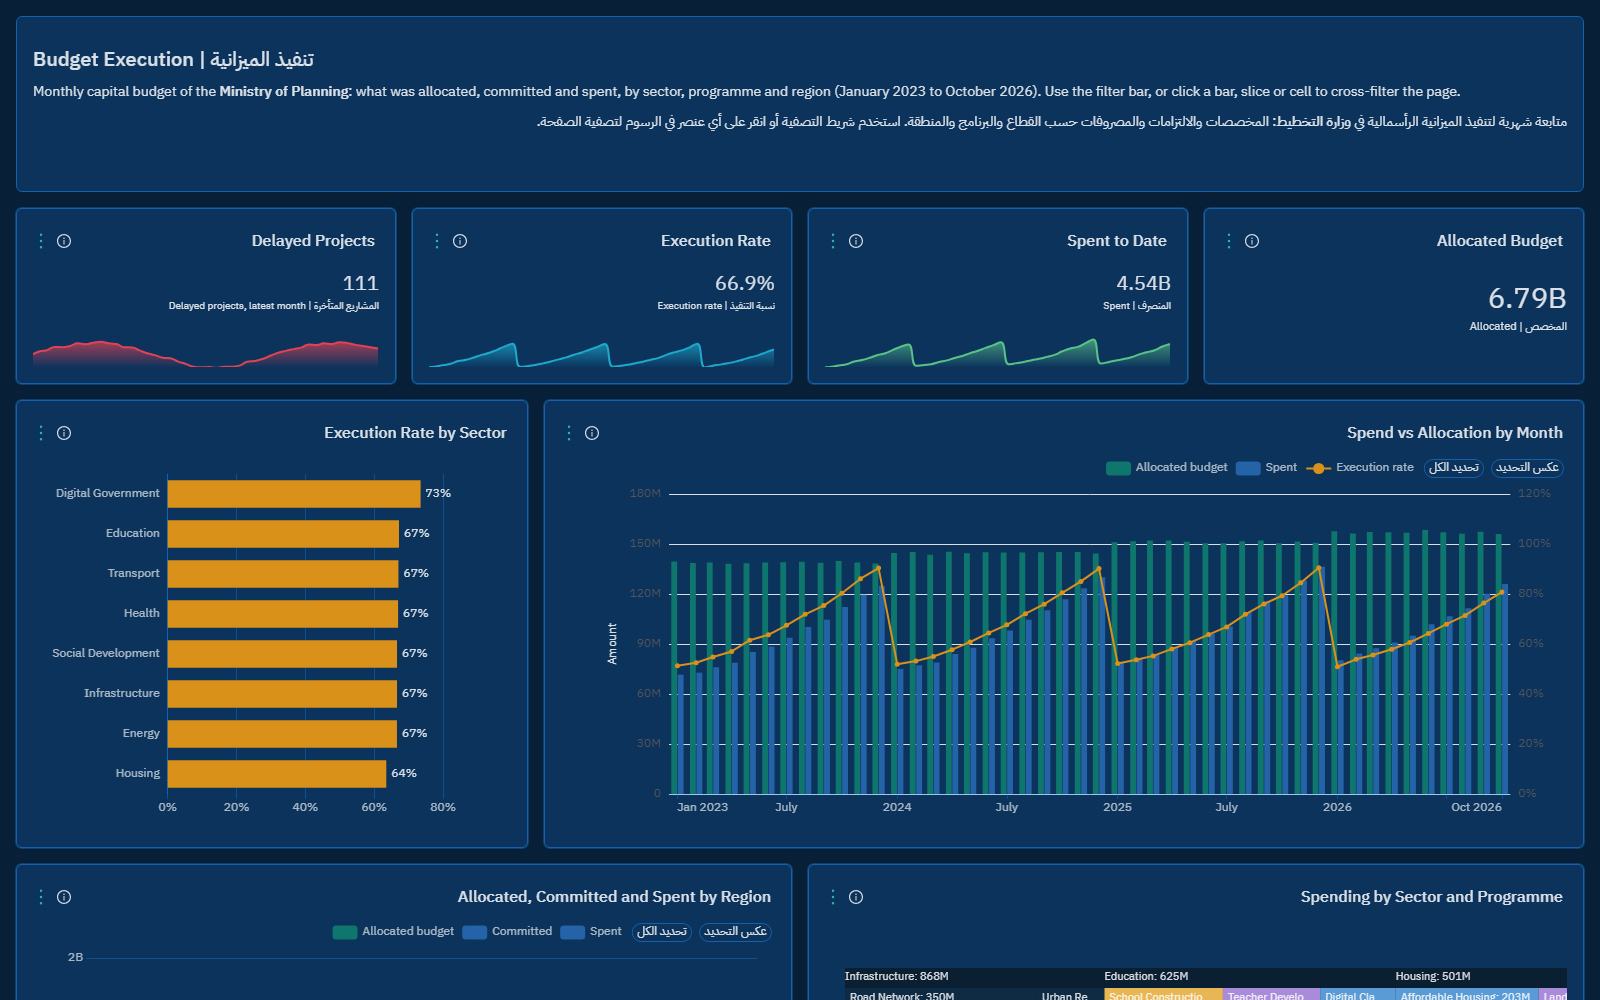 Budget Execution | تنفيذ الميزانية
Monthly capital budget of the Ministry of Planning: what was allocated, committed and spent, by sector, programme and region (January 2023 to October 2026). Use the filter bar, or click a bar, slice or cell to cross-filter the page.
متابعة شهرية لتنفيذ الميزانية الرأسمالية في وزارة التخطيط: المخصصات والالتزامات والمصروفات حسب القطاع والبرنامج والمنطقة. استخدم شريط التصفية أو انقر على أي عنصر في الرسوم لتصفية الصفحة.
Delayed Projects
111
Delayed projects, latest month | المشاريع المتأخرة
Execution Rate
66.9%
Execution rate | نسبة التنفيذ
Spent to Date
4.54B
Spent | المنصرف
Allocated Budget
6.79B
Allocated | المخصص
Execution Rate by Sector
Digital Government 73%
Education 67%
Transport 67%
Health 67%
Social Development 67%
Infrastructure 67%
Energy 67%
Housing 64%
0% 20% 40% 60% 80%
Spend vs Allocation by Month
Allocated budget Spent Execution rate تحديد الكل عكس التحديد
180M 120%
150M 100%
120M 80%
90M 60%
60M 40%
30M 20%
0 0%
Amount
Jan 2023 July 2024 July 2025 July 2026 Oct 2026
Allocated, Committed and Spent by Region
Allocated budget Committed Spent تحديد الكل عكس التحديد
2B
Spending by Sector and Programme
Infrastructure: 868M Education: 625M Housing: 501M
Road Network: 350M Urban Re School Constructio Teacher Develo Digital Cla Affordable Housing: 203M Land